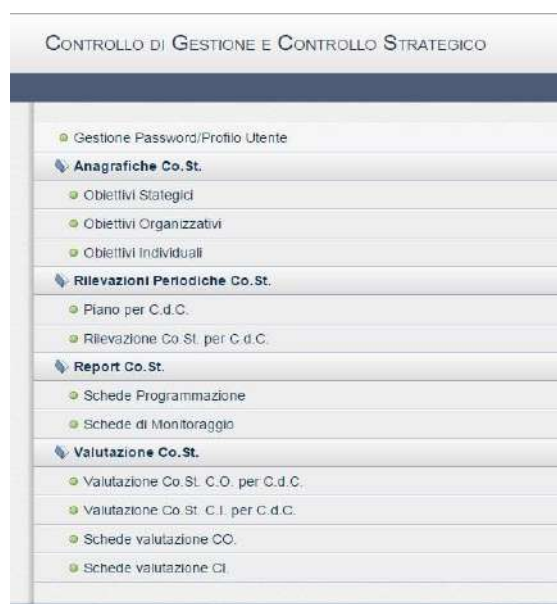 CONTROLLO DI GESTIONE E CONTROLLO STRATEGICO
Gestione Password/Profilo Utente
Anagrafiche Co.St.
Obiettivi Stategici
Obiettivi Organizzativi
Obiettivi Individuali
Rilevazioni Periodiche Co.St.
Piano per C.d.C.
Rilevazione Co.St. per C.d.C.
Report Co.St.
Schede Programmazione
Schede di Monitoraggio
Valutazione Co.St.
Valutazione Co.St. C.O. per C.d.C.
Valutazione Co.St. C.I. per C.d.C.
Schede valutazione CO.
Schede valutazione CI.